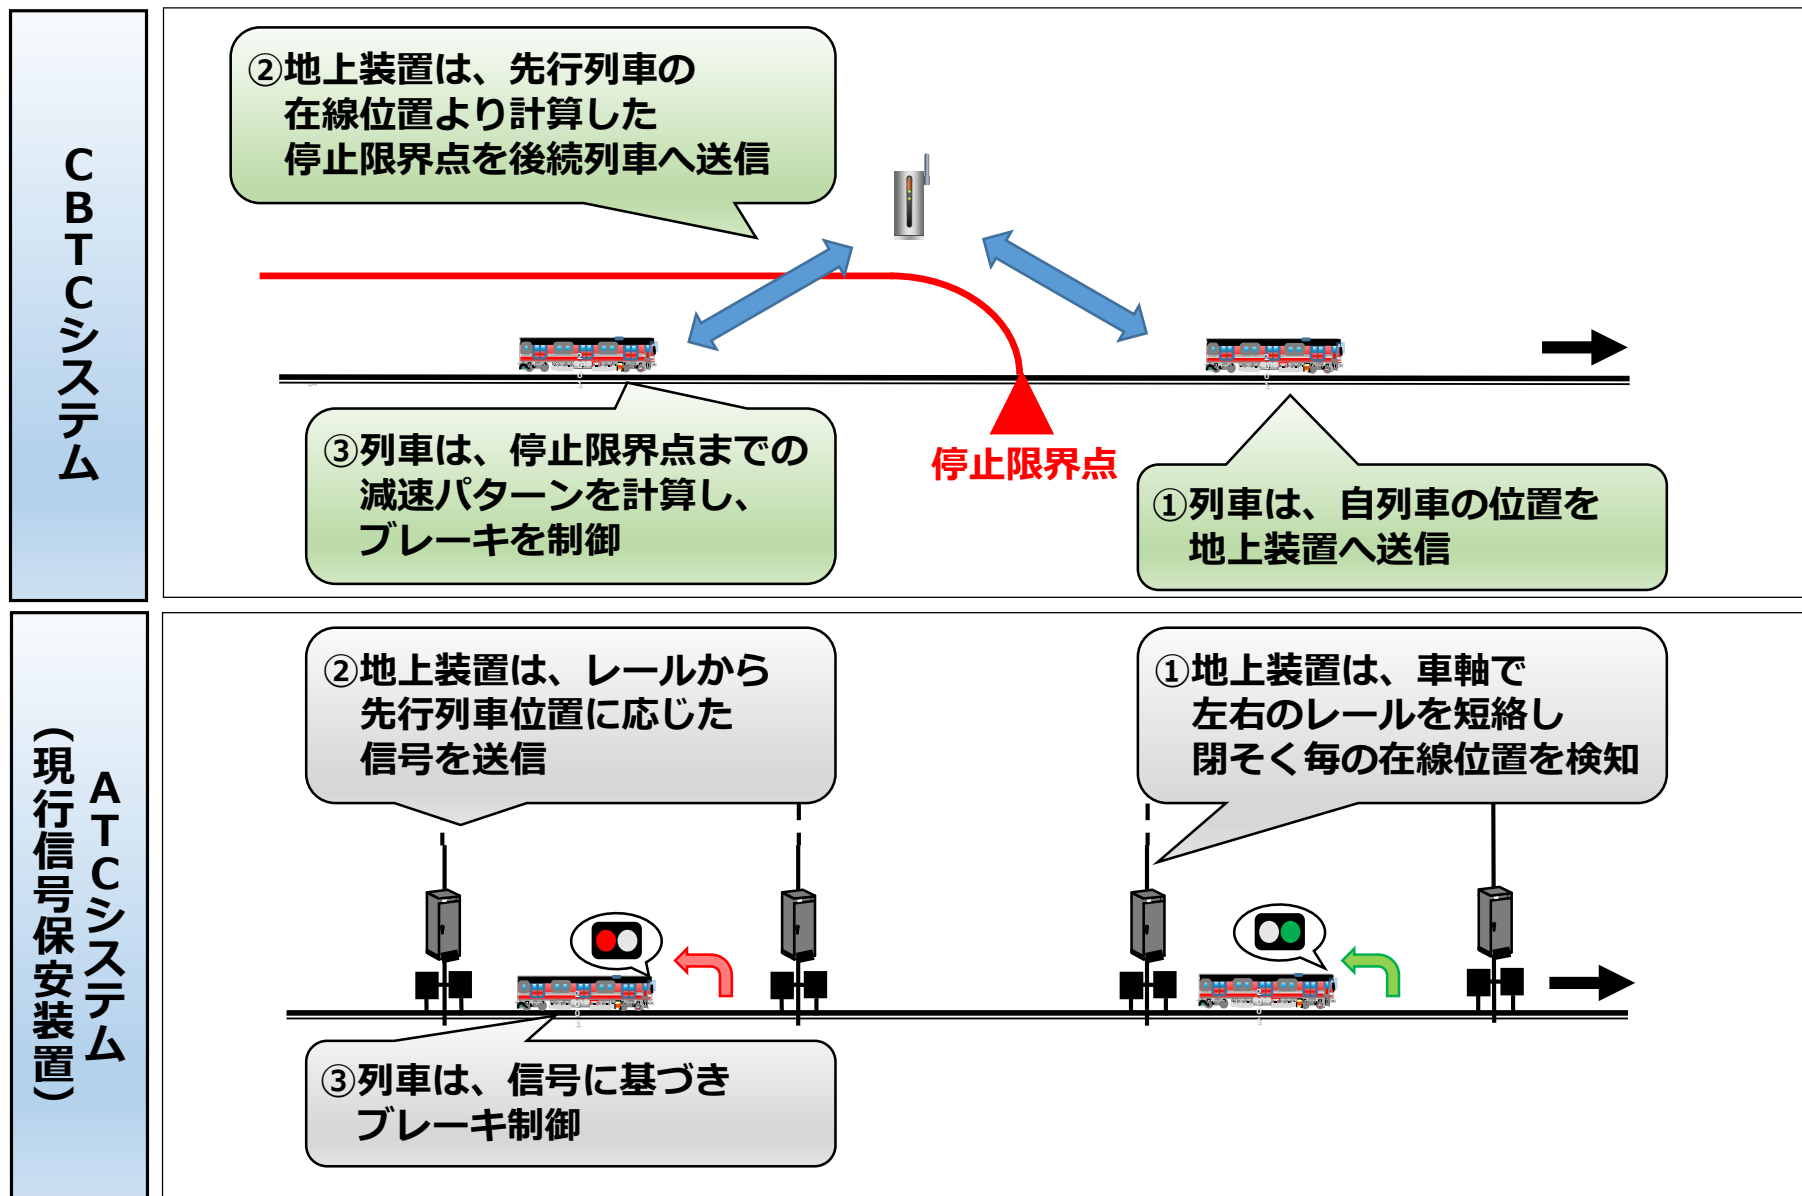 CBTCシステム
②地上装置は、先行列車の
在線位置より計算した
停止限界点を後続列車へ送信
③列車は、停止限界点までの
減速パターンを計算し、
ブレーキを制御
停止限界点
①列車は、自列車の位置を
地上装置へ送信
ATCシステム
（現行信号保安装置）
②地上装置は、レールから
先行列車位置に応じた
信号を送信
①地上装置は、車軸で
左右のレールを短絡し
閉そく毎の在線位置を検知
③列車は、信号に基づき
ブレーキ制御